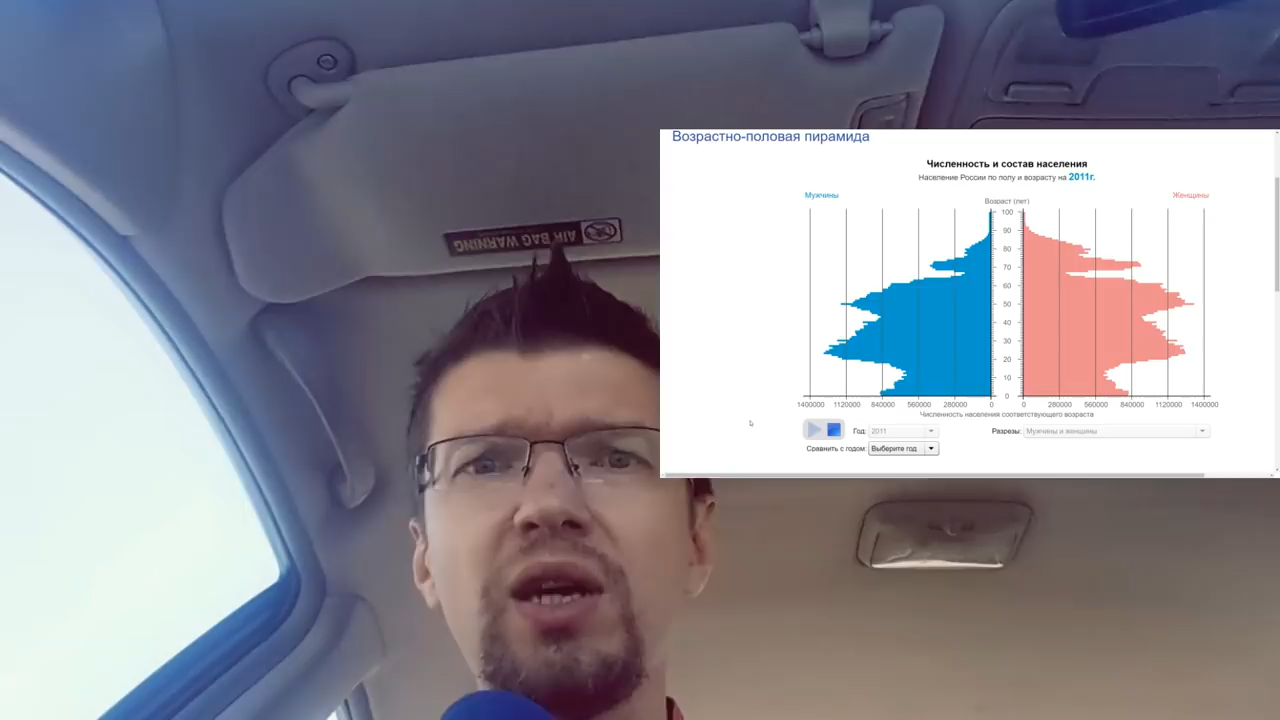 Возрастно-половая пирамида
Численность и состав населения
Население России по полу и возрасту на 2011г.
Мужчины
Женщины
Возраст (лет)
100
90
80
70
60
50
40
30
20
10
0
1400000 1120000 840000 560000 280000 0 0 280000 560000 840000 1120000 1400000
Численность населения соответствующего возраста
Год: 2011 Разрезы: Мужчины и женщины
Сравнить с годом: Выберите год
AIR BAG WARNING